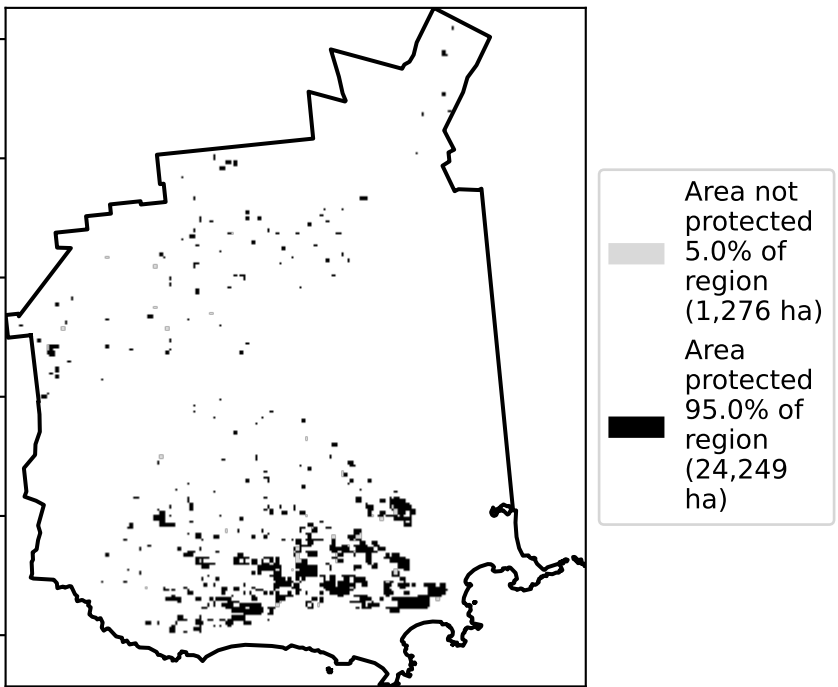 Area not
protected
5.0% of
region
(1,276 ha)
Area
protected
95.0% of
region
(24,249
ha)